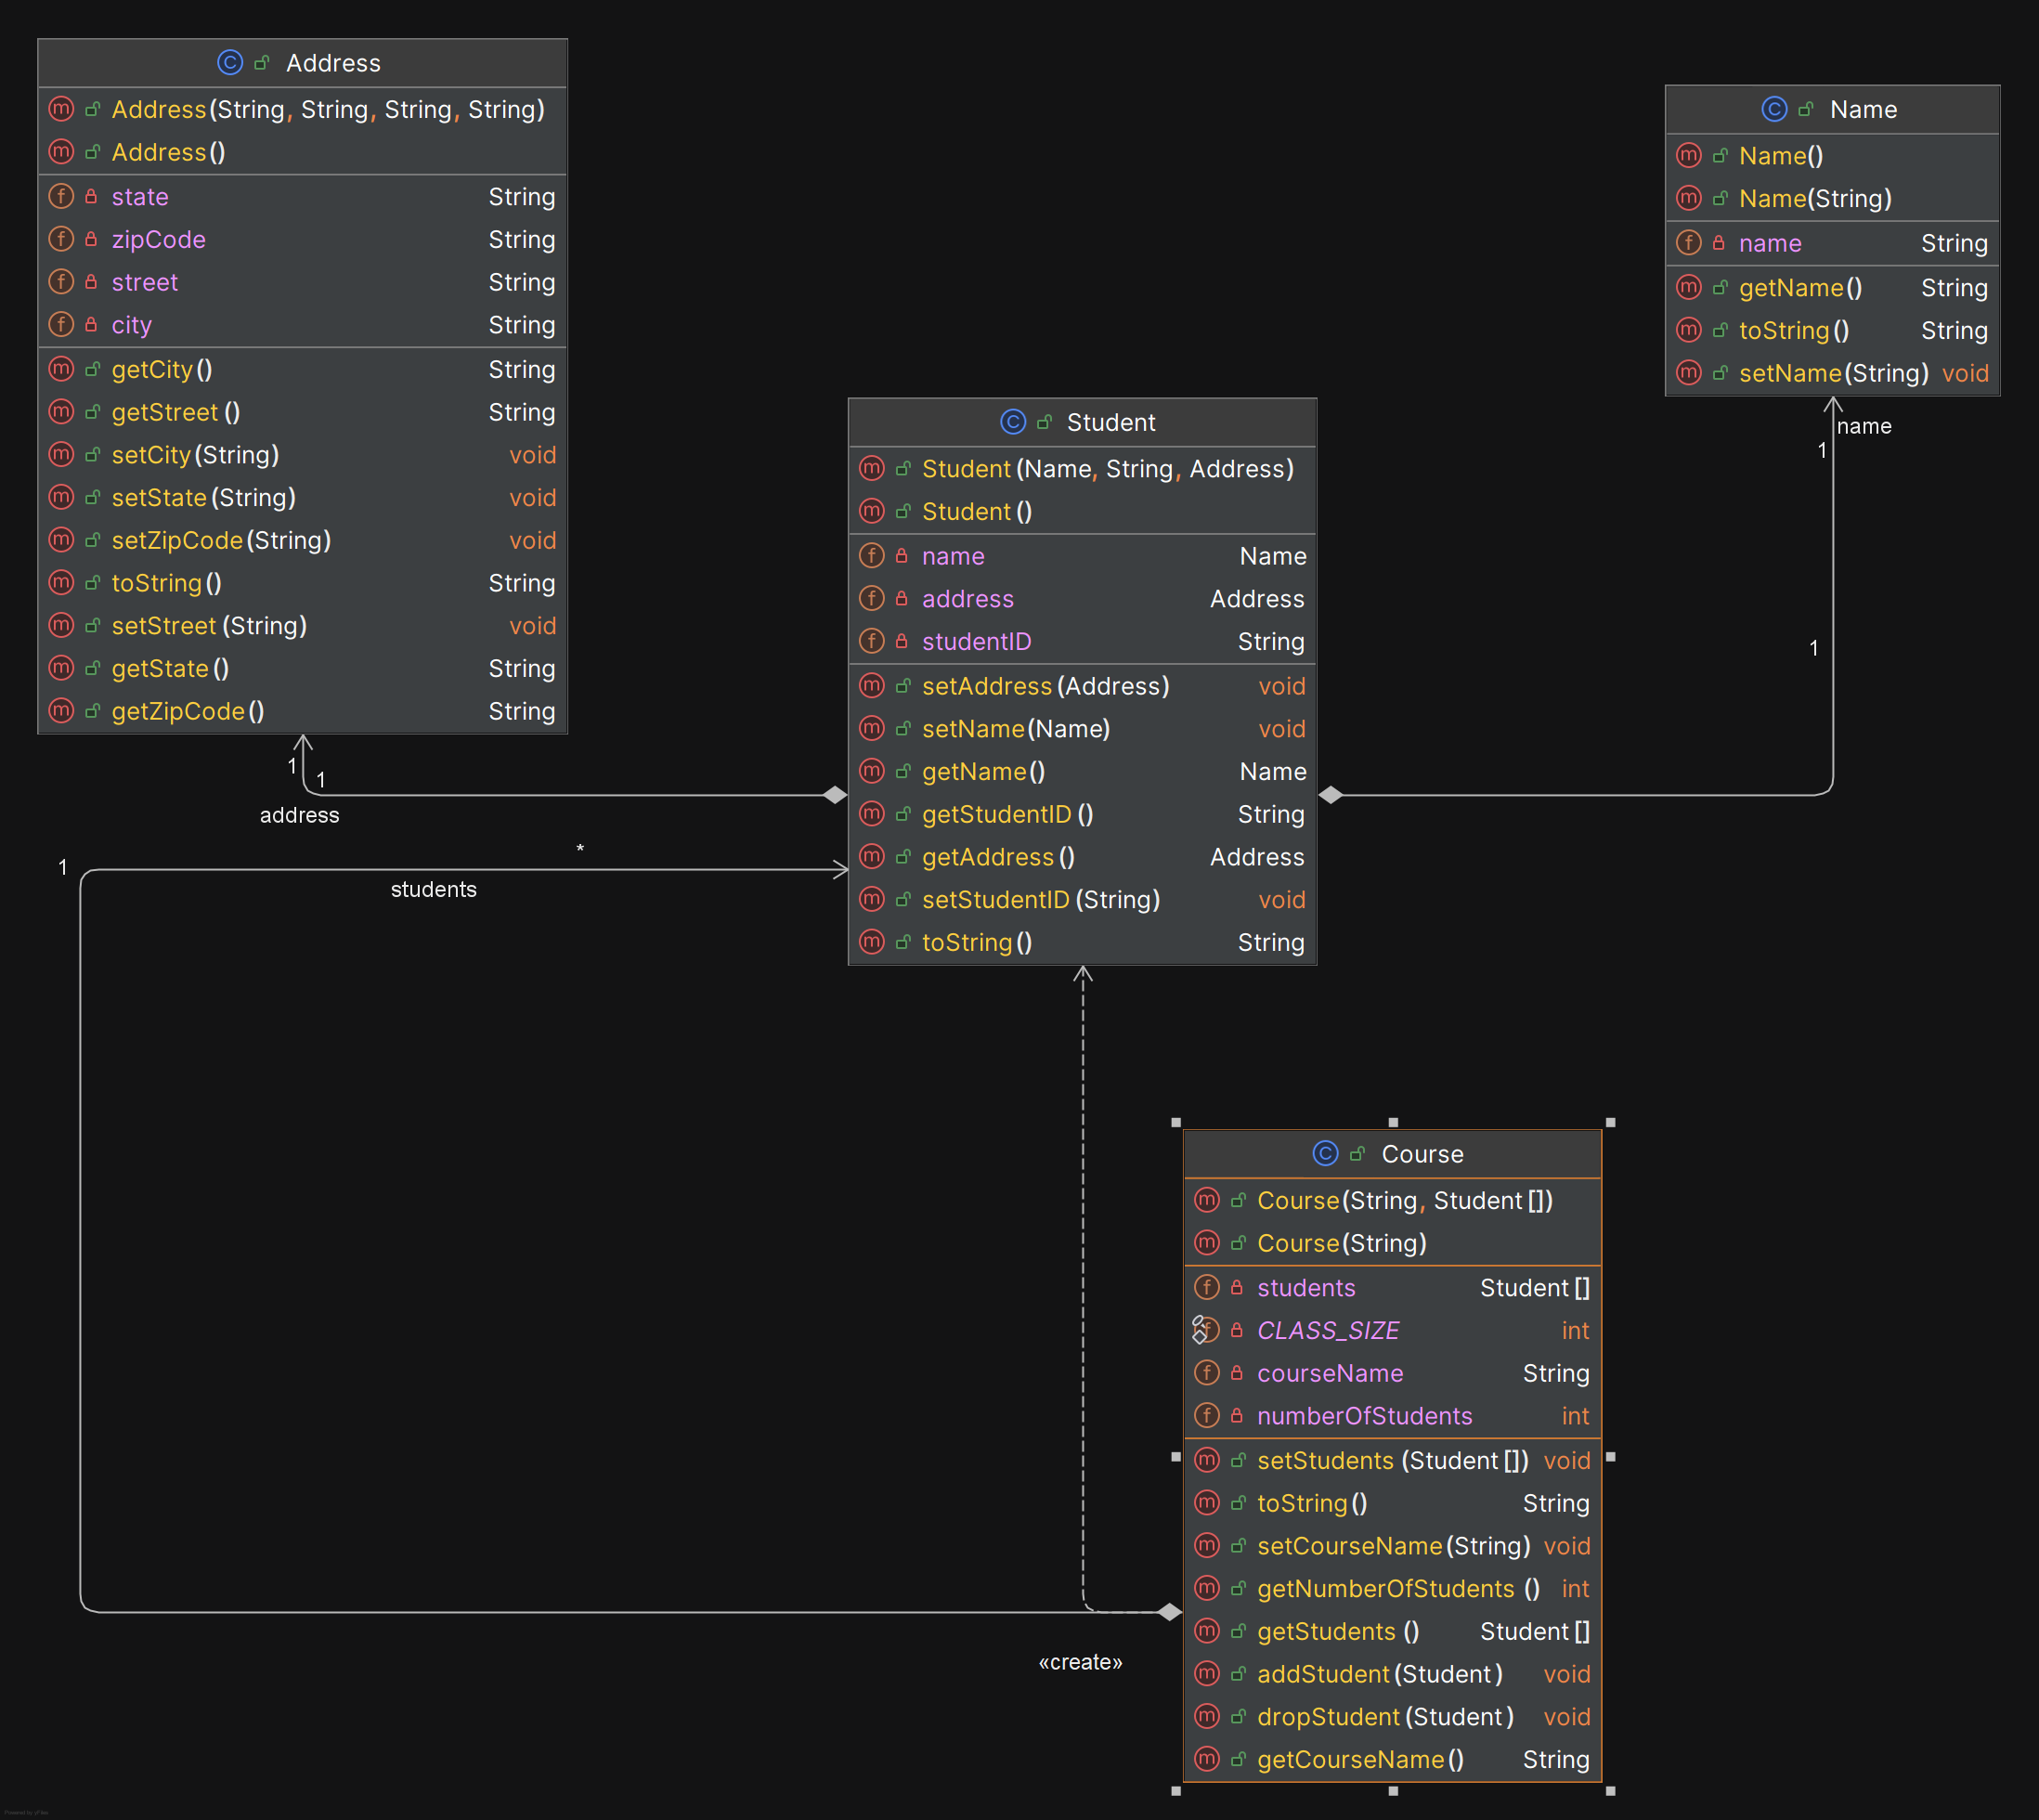 Address
Address(String, String, String, String)
Address()
state String
zipCode String
street String
city String
getCity() String
getStreet() String
setCity(String) void
setState(String) void
setZipCode(String) void
toString() String
setStreet(String) void
getState() String
getZipCode() String
Name
Name()
Name(String)
name String
getName() String
toString() String
setName(String) void
name
1
1
Student
Student(Name, String, Address)
Student()
name Name
address Address
studentID String
setAddress(Address) void
setName(Name) void
getName() Name
getStudentID() String
getAddress() Address
setStudentID(String) void
toString() String
1
1
address
1
*
students
Course
Course(String, Student[])
Course(String)
students Student[]
CLASS_SIZE int
courseName String
numberOfStudents int
setStudents(Student[]) void
toString() String
setCourseName(String) void
getNumberOfStudents() int
getStudents() Student[]
addStudent(Student) void
dropStudent(Student) void
getCourseName() String
«create»
Powered by yFiles